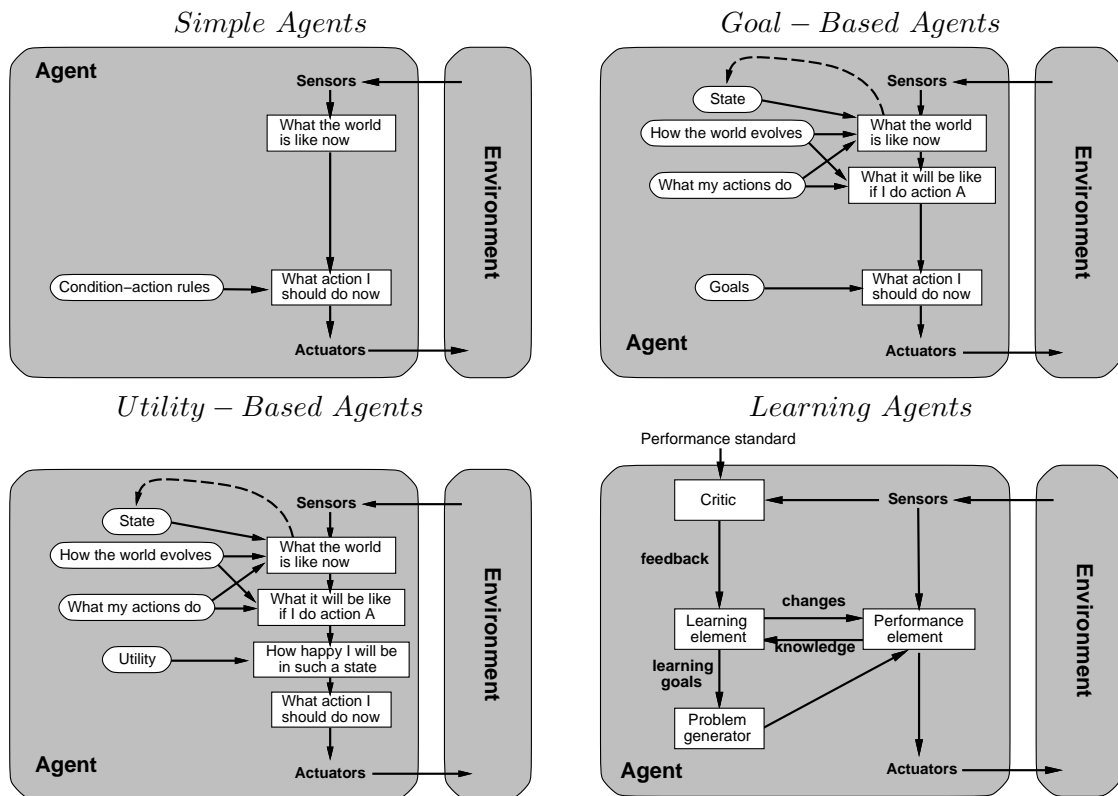 Simple Agents
Agent
Sensors
What the world
is like now
Condition−action rules
What action I
should do now
Actuators
Environment
Goal − Based Agents
Sensors
State
What the world
is like now
How the world evolves
What it will be like
if I do action A
What my actions do
Goals
What action I
should do now
Agent
Actuators
Environment
Utility − Based Agents
Sensors
State
What the world
is like now
How the world evolves
What it will be like
if I do action A
What my actions do
Utility
How happy I will be
in such a state
What action I
should do now
Agent
Actuators
Environment
Learning Agents
Performance standard
Critic
Sensors
feedback
changes
Learning
element
Performance
element
knowledge
learning
goals
Problem
generator
Agent
Actuators
Environment